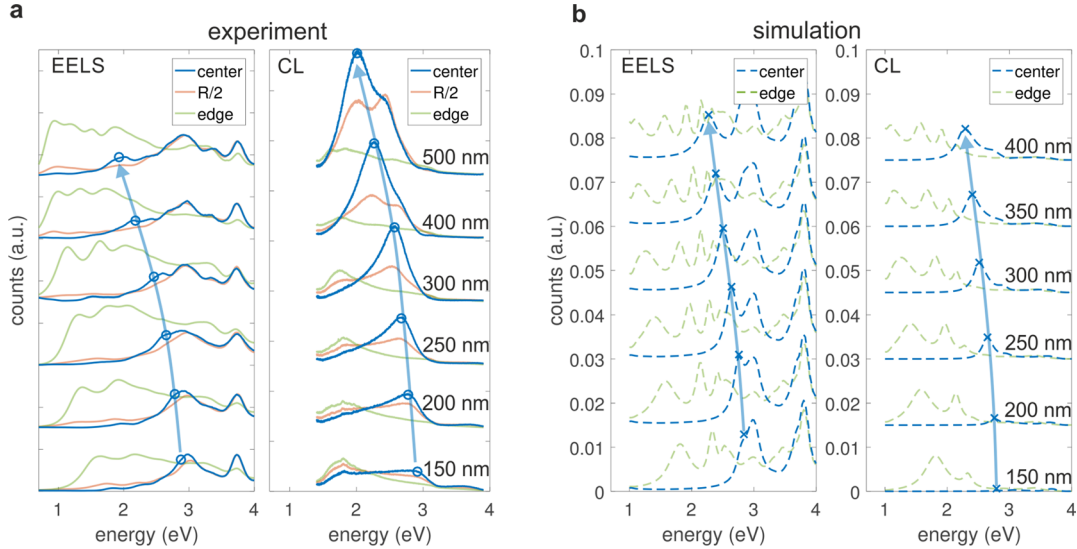 a
experiment
EELS
center
R/2
edge
CL
center
R/2
edge
500 nm
400 nm
300 nm
250 nm
200 nm
150 nm
counts (a.u.)
1 2 3 4
energy (eV)
1 2 3 4
energy (eV)
b
simulation
EELS
center
edge
CL
center
edge
400 nm
350 nm
300 nm
250 nm
200 nm
150 nm
counts (a.u.)
0.1
0.09
0.08
0.07
0.06
0.05
0.04
0.03
0.02
0.01
0
1 2 3 4
energy (eV)
0.1
0.09
0.08
0.07
0.06
0.05
0.04
0.03
0.02
0.01
0
1 2 3 4
energy (eV)